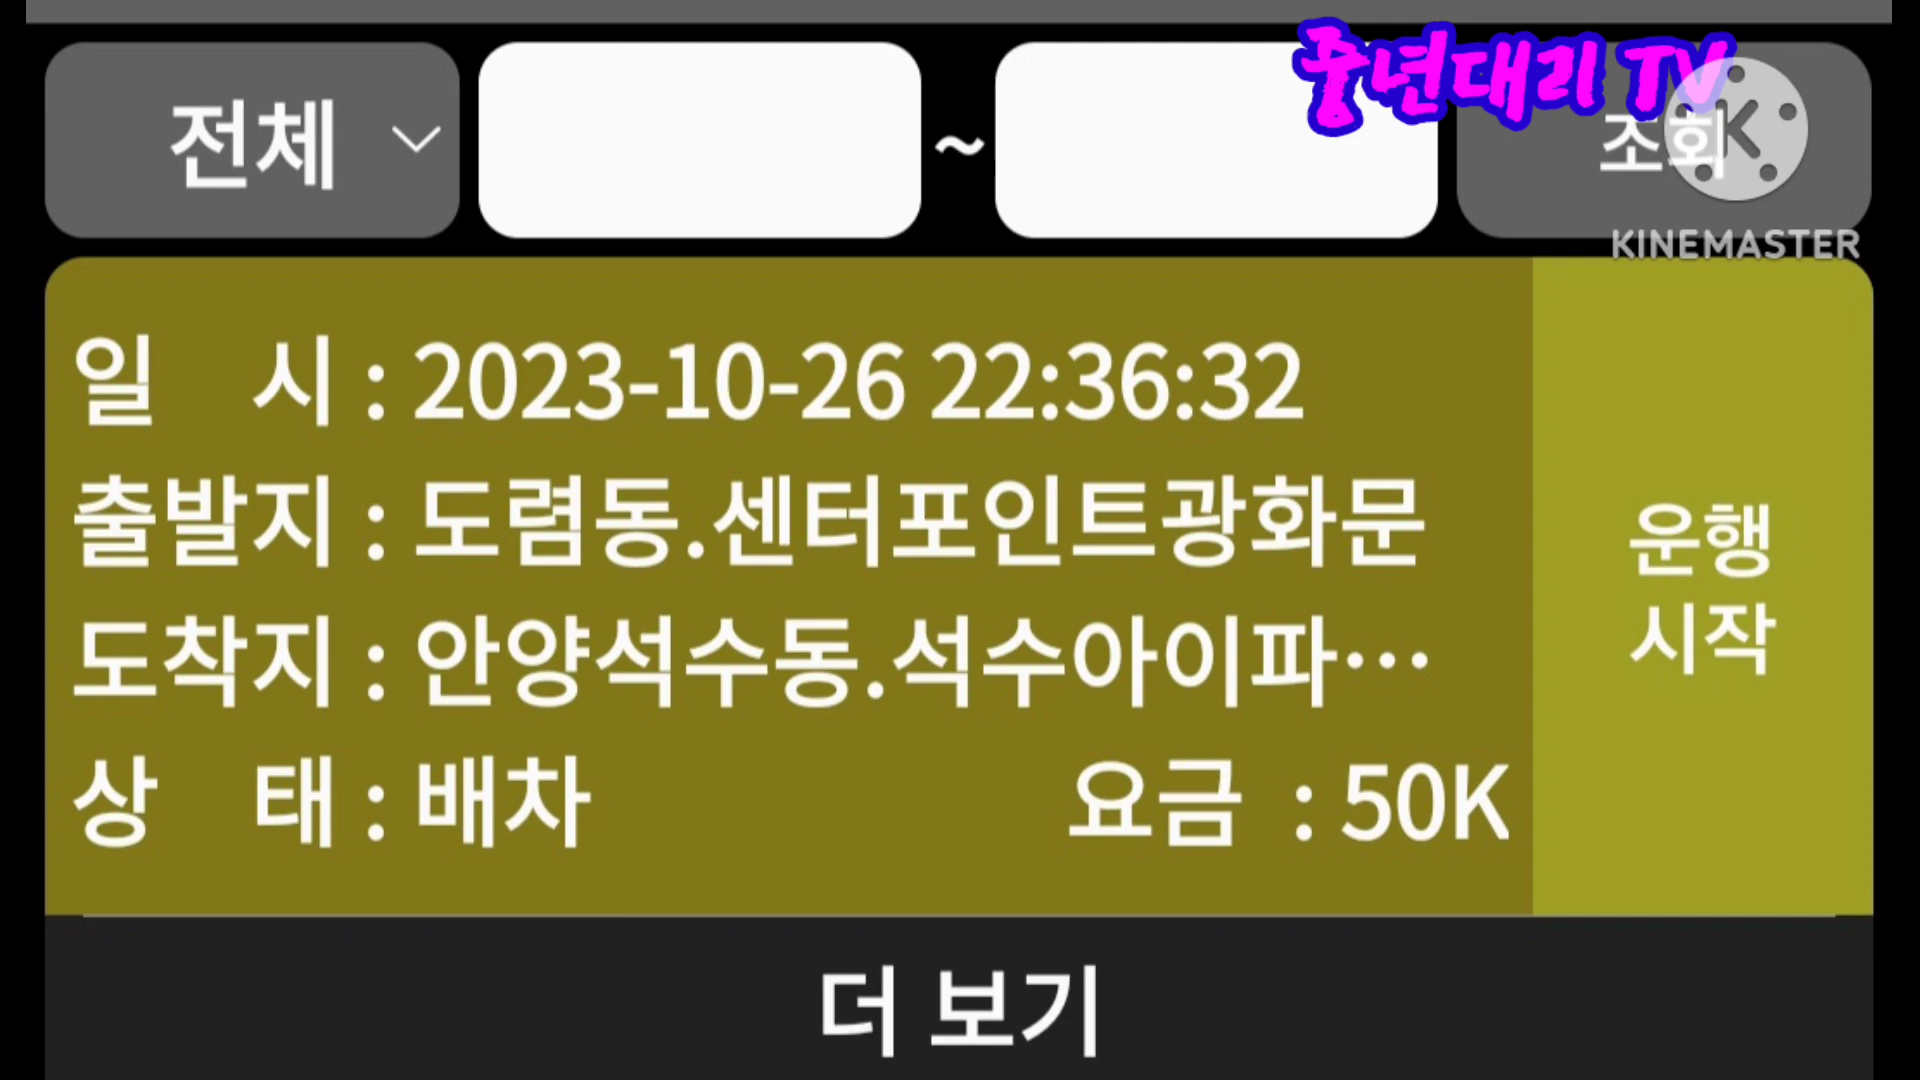 중년대리 TV
전체 ~ 조회
KINEMASTER
일 시 : 2023-10-26 22:36:32
출발지 : 도렴동.센터포인트광화문
도착지 : 안양석수동.석수아이파…
상 태 : 배차 요금 : 50K
운행
시작
더 보기